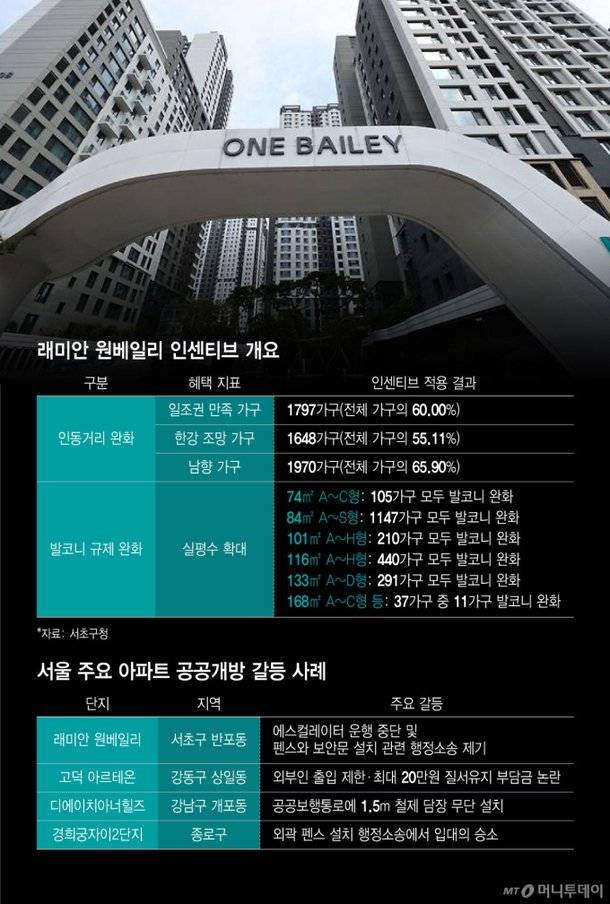 ONE BAILEY
래미안 원베일리 인센티브 개요
구분 혜택 지표 인센티브 적용 결과
인동거리 완화
일조권 만족 가구 1797가구(전체 가구의 60.00%)
한강 조망 가구 1648가구(전체 가구의 55.11%)
남향 가구 1970가구(전체 가구의 65.90%)
발코니 규제 완화 실평수 확대
74㎡ A~C형: 105가구 모두 발코니 완화
84㎡ A~S형: 1147가구 모두 발코니 완화
101㎡ A~H형: 210가구 모두 발코니 완화
116㎡ A~H형: 440가구 모두 발코니 완화
133㎡ A~D형: 291가구 모두 발코니 완화
168㎡ A~C형 등: 37가구 중 11가구 발코니 완화
*자료: 서초구청
서울 주요 아파트 공공개방 갈등 사례
단지 지역 주요 갈등
래미안 원베일리 서초구 반포동 에스컬레이터 운행 중단 및
펜스와 보안문 설치 관련 행정소송 제기
고덕 아르테온 강동구 상일동 외부인 출입 제한·최대 20만원 질서유지 부담금 논란
디에이치아너힐즈 강남구 개포동 공공보행통로에 1.5m 철제 담장 무단 설치
경희궁자이2단지 종로구 외곽 펜스 설치 행정소송에서 입대의 승소
MT 머니투데이